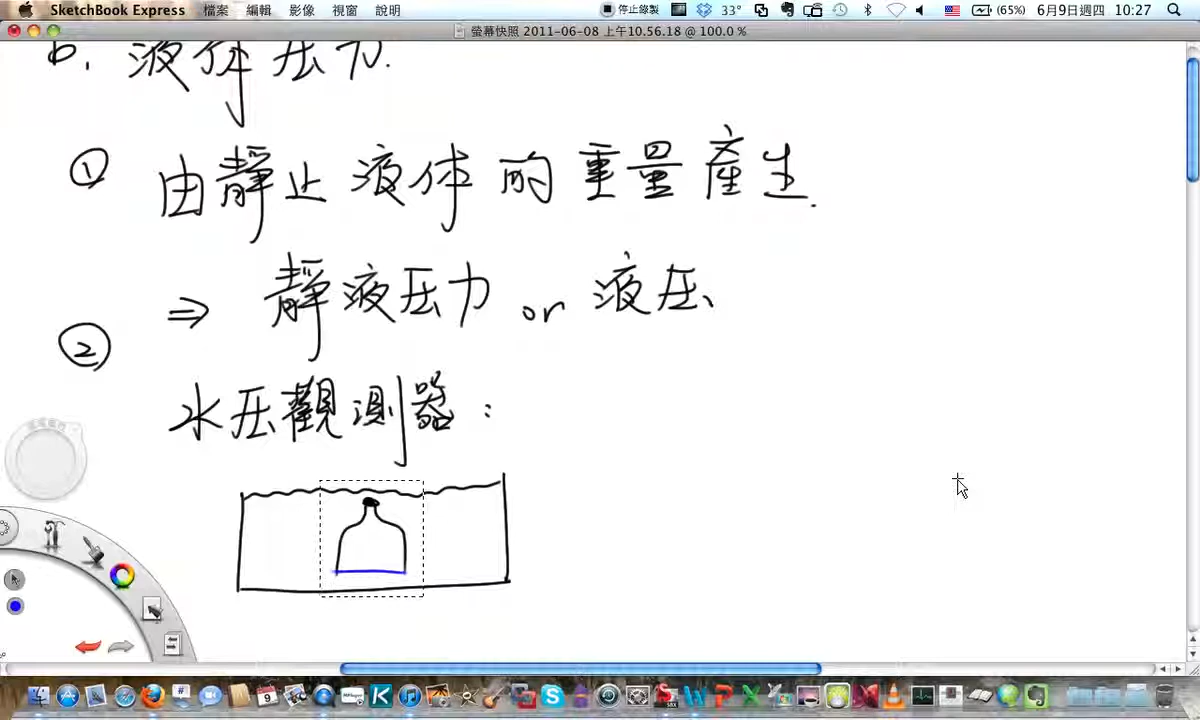 SketchBook Express 檔案 編輯 影像 視窗 說明 停止錄製 33° (65%) 6月9日週四 10:27
螢幕快照 2011-06-08 上午10.56.18 @ 100.0 %
b. 液体压力.
① 由靜止液体的重量產生.
⇒ 靜液压力 or 液压
②
水压觀測器: